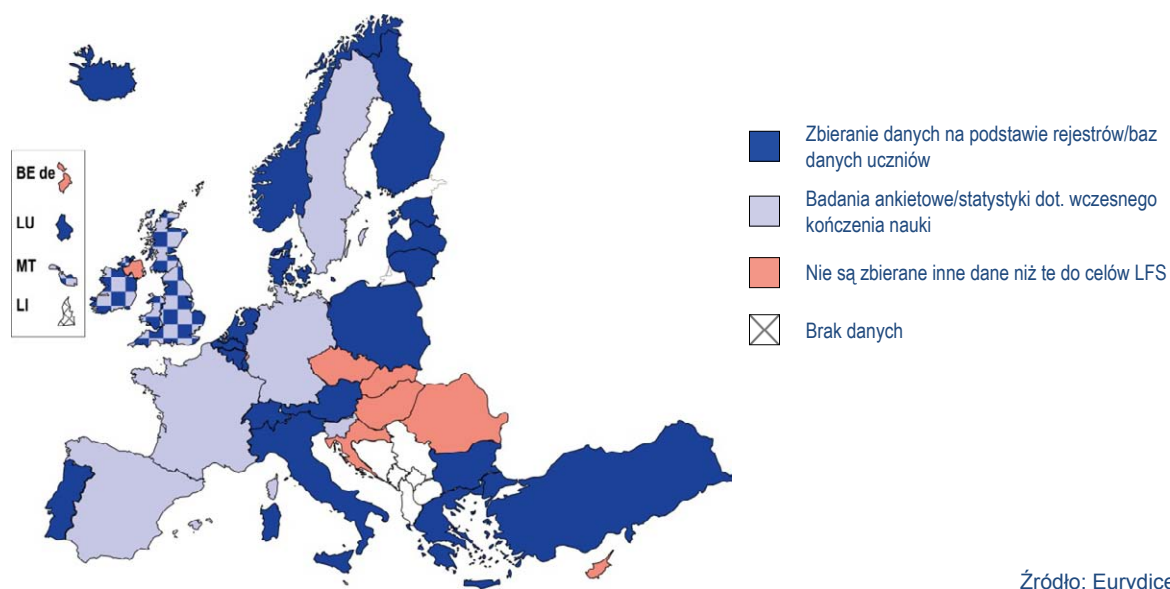 BE de
LU
MT
LI
Zbieranie danych na podstawie rejestrów/baz
danych uczniów
Badania ankietowe/statystyki dot. wczesnego
kończenia nauki
Nie są zbierane inne dane niż te do celów LFS
Brak danych
Źródło: Eurydice